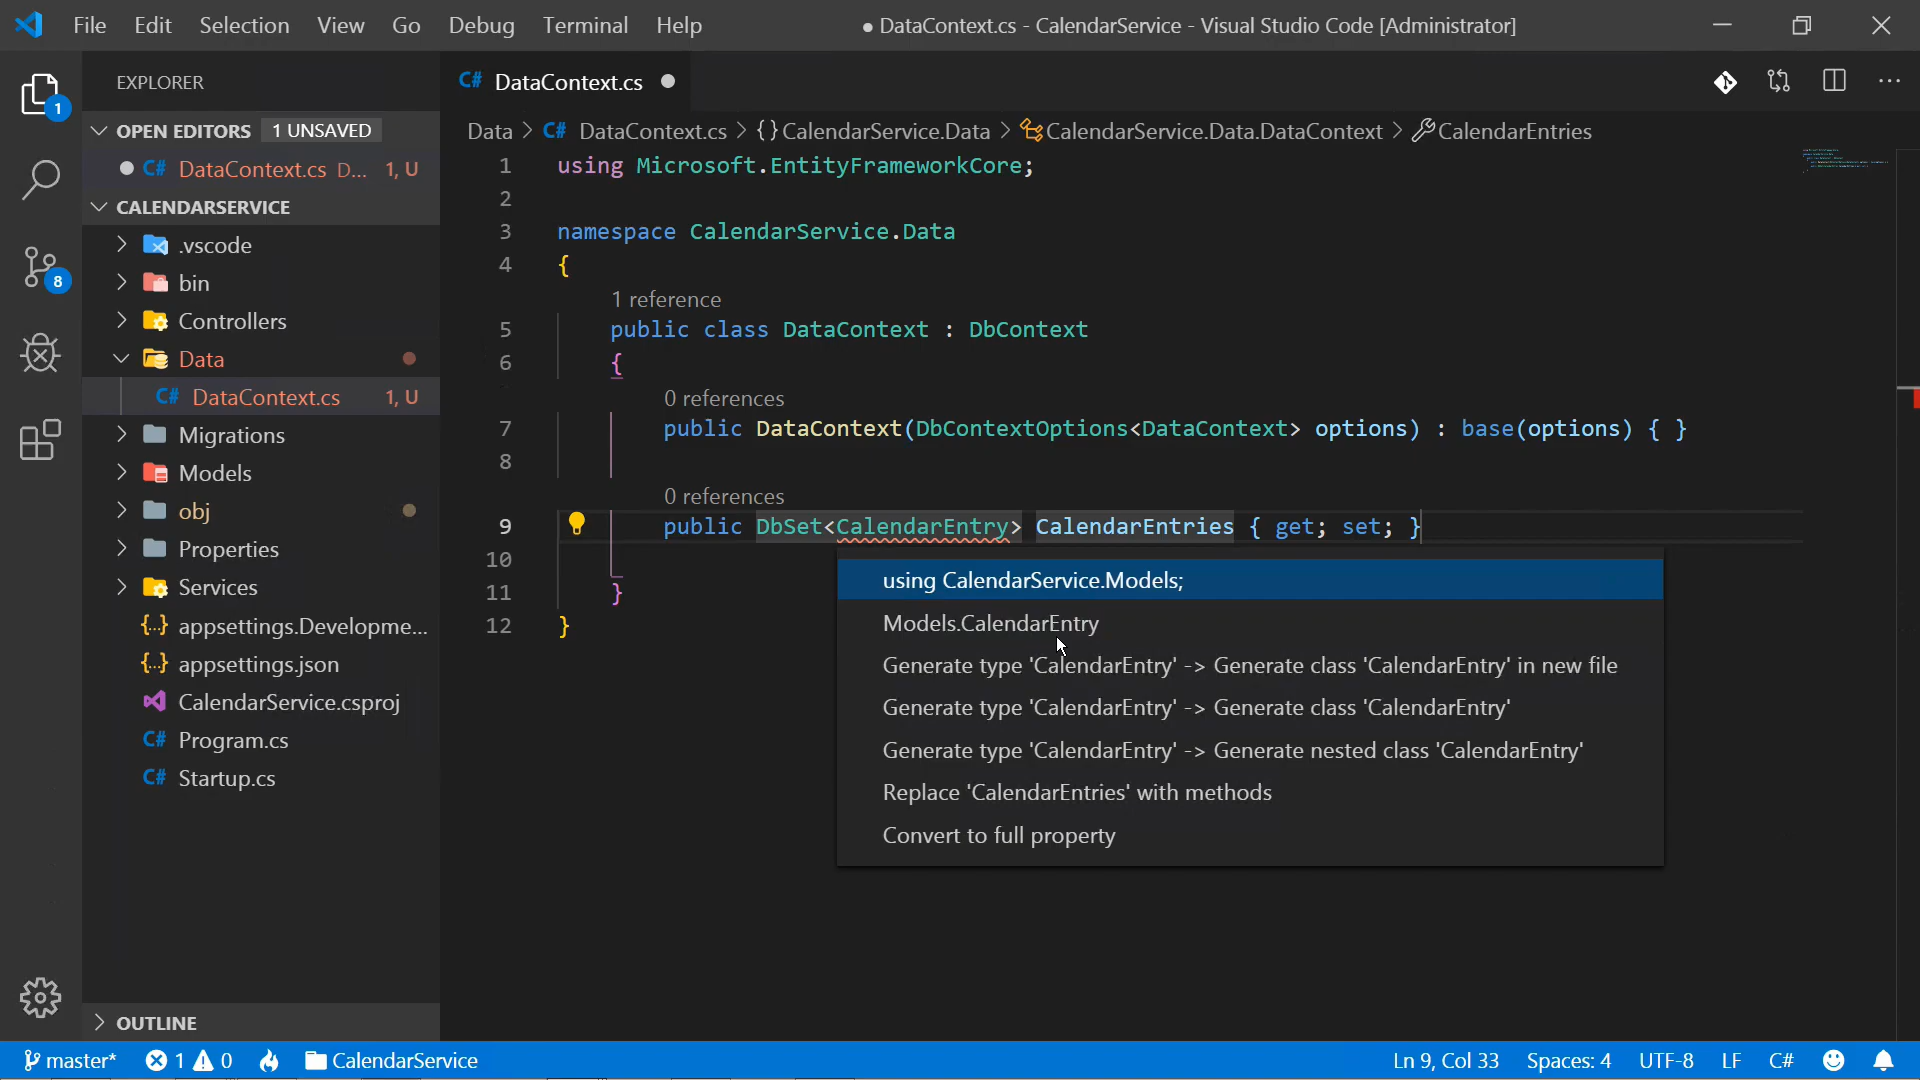 File Edit Selection View Go Debug Terminal Help
● DataContext.cs - CalendarService - Visual Studio Code [Administrator]
EXPLORER
1
OPEN EDITORS 1 UNSAVED
C# DataContext.cs D... 1, U
CALENDARSERVICE
.vscode
8
bin
Controllers
Data
C# DataContext.cs 1, U
Migrations
Models
obj
Properties
Services
{..} appsettings.Developme...
{..} appsettings.json
CalendarService.csproj
C# Program.cs
C# Startup.cs
OUTLINE
C# DataContext.cs
Data > C# DataContext.cs > {} CalendarService.Data > CalendarService.Data.DataContext > CalendarEntries
1 using Microsoft.EntityFrameworkCore;
2
3 namespace CalendarService.Data
4 {
1 reference
5 public class DataContext : DbContext
6 {
0 references
7 public DataContext(DbContextOptions<DataContext> options) : base(options) { }
8
0 references
9 public DbSet<CalendarEntry> CalendarEntries { get; set; }
10
11 }
12 }
using CalendarService.Models;
Models.CalendarEntry
Generate type 'CalendarEntry' -> Generate class 'CalendarEntry' in new file
Generate type 'CalendarEntry' -> Generate class 'CalendarEntry'
Generate type 'CalendarEntry' -> Generate nested class 'CalendarEntry'
Replace 'CalendarEntries' with methods
Convert to full property
master* 1 0 CalendarService Ln 9, Col 33 Spaces: 4 UTF-8 LF C#